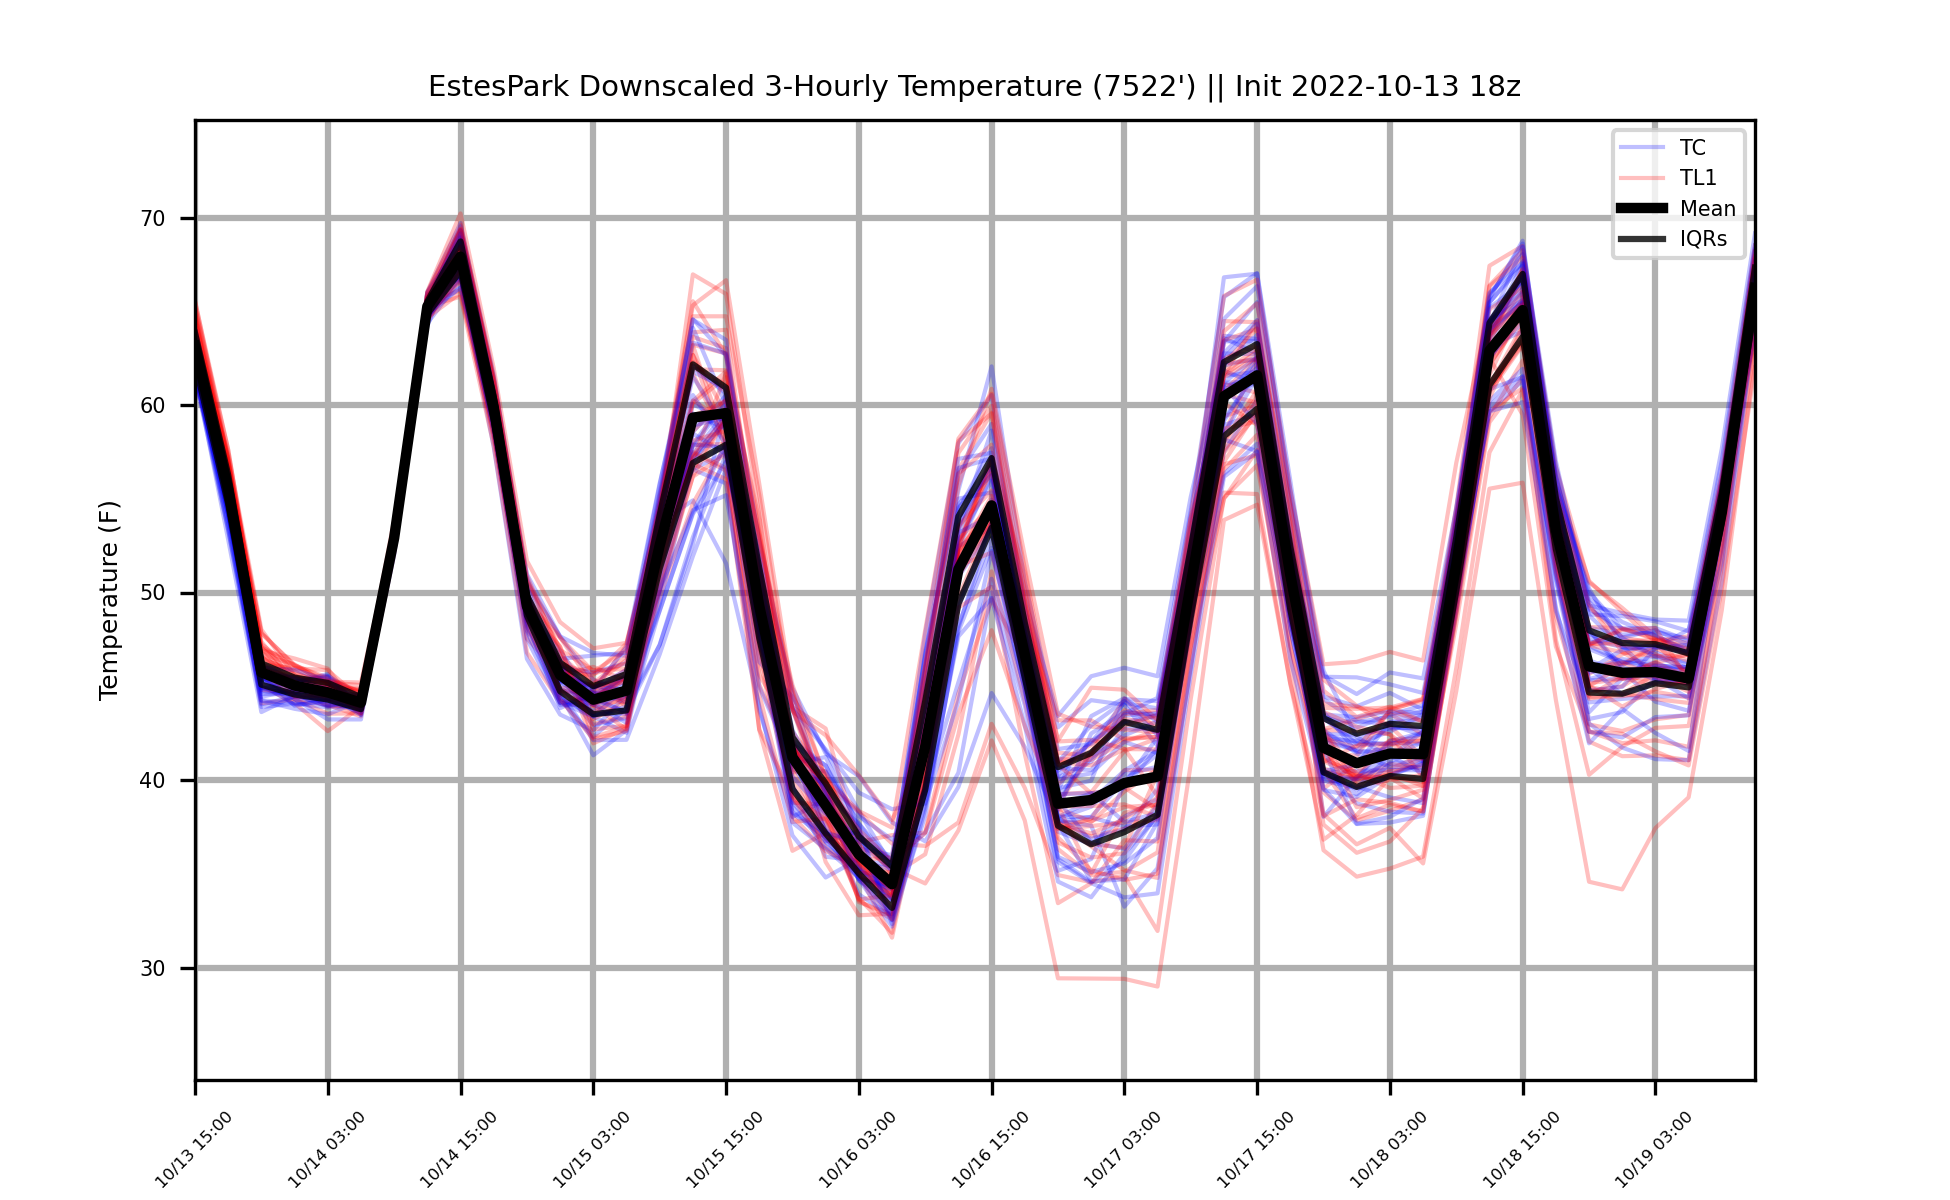 EstesPark Downscaled 3-Hourly Temperature (7522') || Init 2022-10-13 18z
TC
TL1
Mean
IQRs
Temperature (F)
70
60
50
40
30
10/13 15:00
10/14 03:00
10/14 15:00
10/15 03:00
10/15 15:00
10/16 03:00
10/16 15:00
10/17 03:00
10/17 15:00
10/18 03:00
10/18 15:00
10/19 03:00